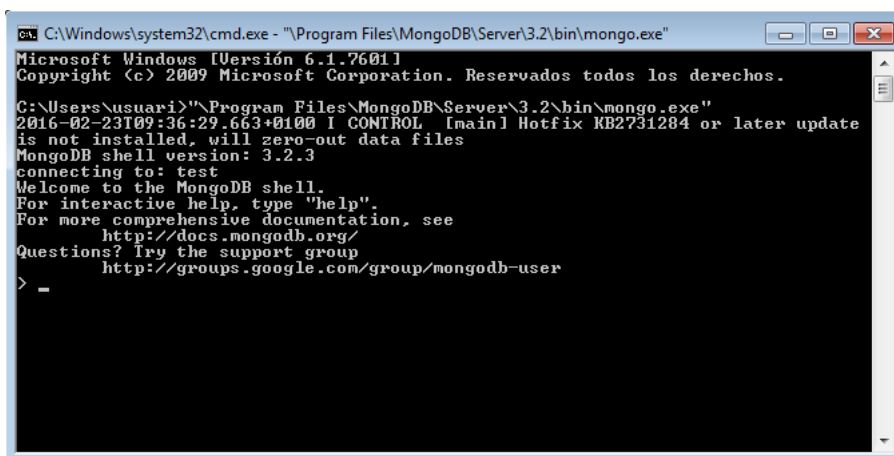 C:\Windows\system32\cmd.exe - "\Program Files\MongoDB\Server\3.2\bin\mongo.exe"
Microsoft Windows [Versión 6.1.7601]
Copyright (c) 2009 Microsoft Corporation. Reservados todos los derechos.
C:\Users\usuari>"\Program Files\MongoDB\Server\3.2\bin\mongo.exe"
2016-02-23T09:36:29.663+0100 I CONTROL  [main] Hotfix KB2731284 or later update
is not installed, will zero-out data files
MongoDB shell version: 3.2.3
connecting to: test
Welcome to the MongoDB shell.
For interactive help, type "help".
For more comprehensive documentation, see
        http://docs.mongodb.org/
Questions? Try the support group
        http://groups.google.com/group/mongodb-user
> _